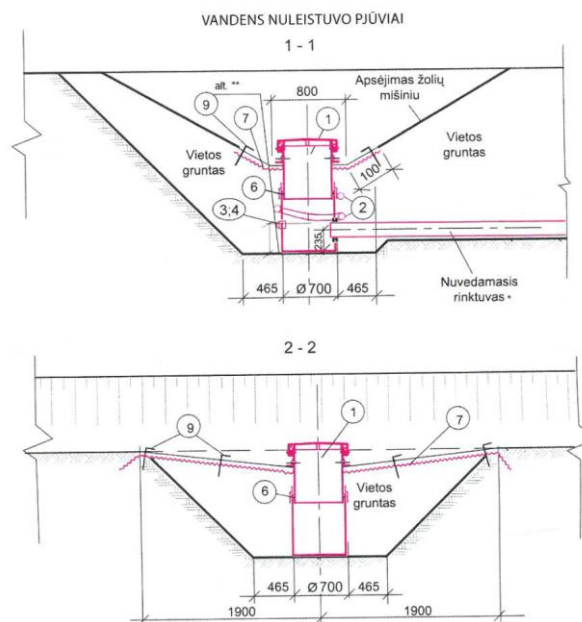 VANDENS NULEISTUVO PJŪVIAI
1 - 1
alt. **
800
Apsėjimas žolių
mišiniu
9
7
1
Vietos
gruntas
Vietos
gruntas
100
6
2
3;4
235
465
Ø 700
465
Nuvedamasis
rinktuvas *
2 - 2
9
1
7
6
Vietos
gruntas
465
Ø 700
465
1900
1900